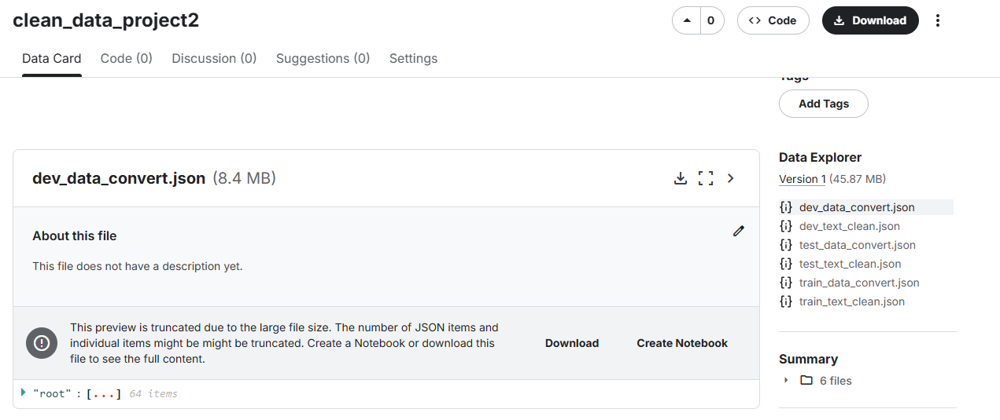 clean_data_project2
0
<> Code
Download
Data Card
Code (0)
Discussion (0)
Suggestions (0)
Settings
Tags
Add Tags
dev_data_convert.json (8.4 MB)
About this file
This file does not have a description yet.
This preview is truncated due to the large file size. The number of JSON items and
individual items might be might be truncated. Create a Notebook or download this
file to see the full content.
Download
Create Notebook
"root" : [...] 64 items
Data Explorer
Version 1 (45.87 MB)
{i} dev_data_convert.json
{i} dev_text_clean.json
{i} test_data_convert.json
{i} test_text_clean.json
{i} train_data_convert.json
{i} train_text_clean.json
Summary
6 files